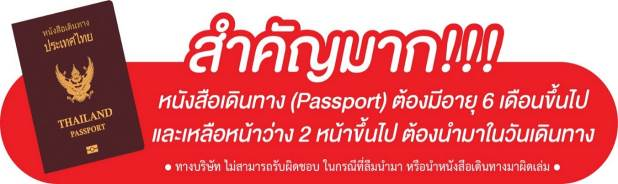 หนังสือเดินทาง
ประเทศไทย
THAILAND
PASSPORT
สำคัญมาก!!!
หนังสือเดินทาง (Passport) ต้องมีอายุ 6 เดือนขึ้นไป
และเหลือหน้าว่าง 2 หน้าขึ้นไป ต้องนำมาในวันเดินทาง
● ทางบริษัท ไม่สามารถรับผิดชอบ ในกรณีที่ลืมนำมา หรือนำหนังสือเดินทางมาผิดเล่ม ●